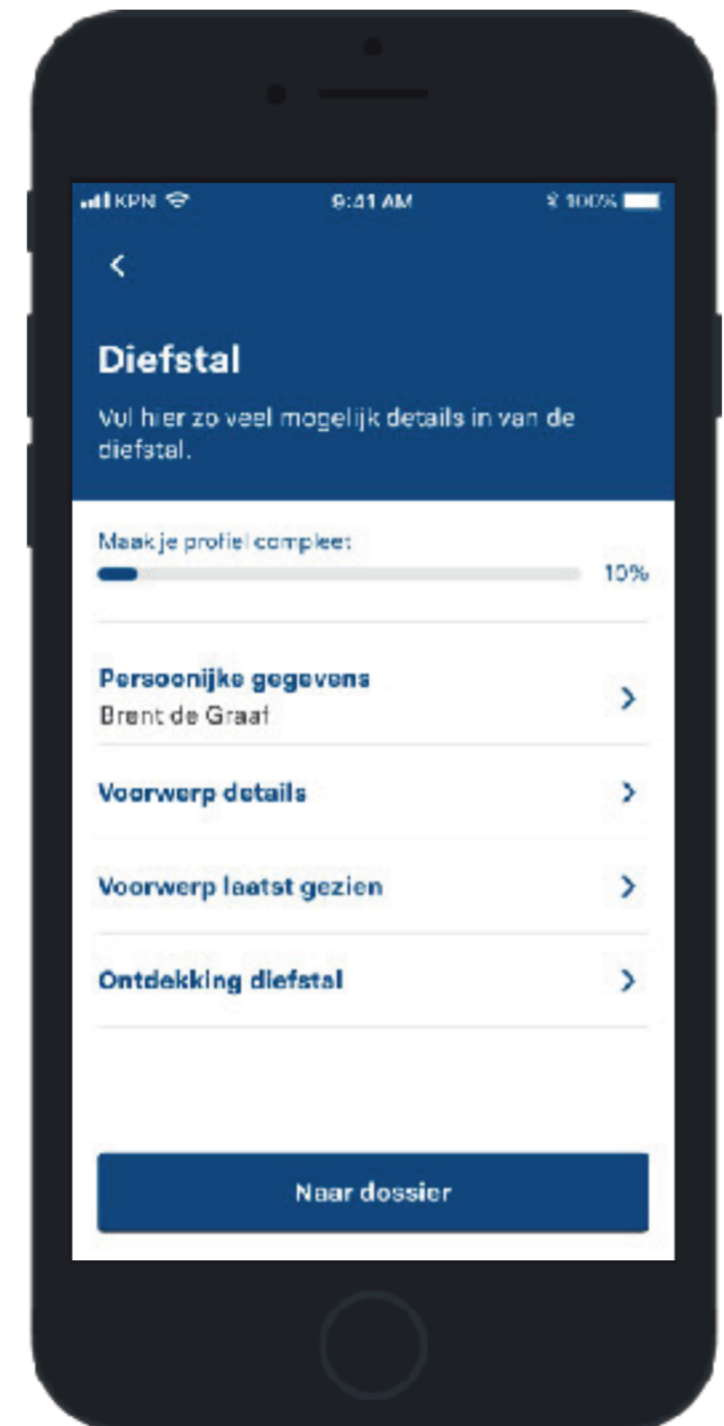 KPN 9:41 AM 100%
Diefstal
Vul hier zo veel mogelijk details in van de
diefstal.
Maak je profiel compleet
10%
Persoonijke gegevens
Brent de Graaf
Voorwerp details
Voorwerp laatst gezien
Ontdekking diefstal
Naar dossier